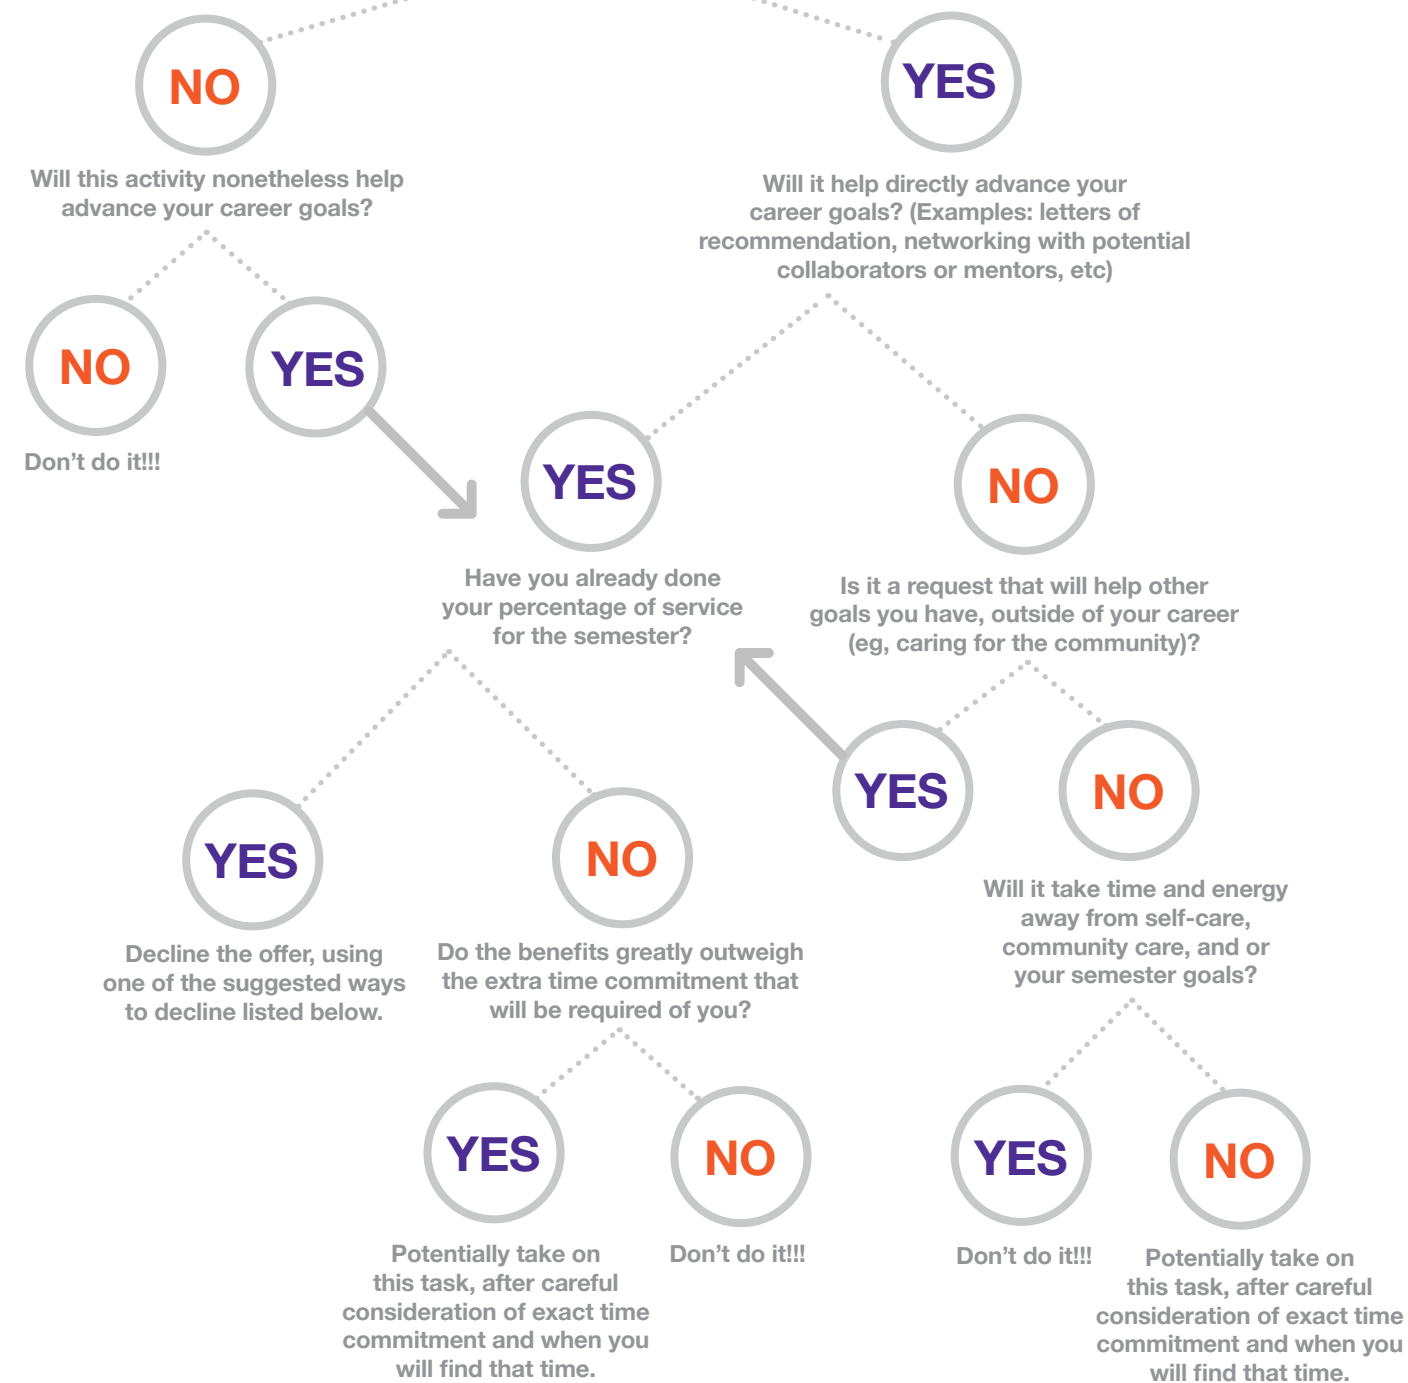 NO
YES
Will this activity nonetheless help
advance your career goals?
Will it help directly advance your
career goals? (Examples: letters of
recommendation, networking with potential
collaborators or mentors, etc)
NO
YES
Don't do it!!!
YES
NO
Have you already done
your percentage of service
for the semester?
Is it a request that will help other
goals you have, outside of your career
(eg, caring for the community)?
YES
NO
YES
NO
Decline the offer, using
one of the suggested ways
to decline listed below.
Do the benefits greatly outweigh
the extra time commitment that
will be required of you?
Will it take time and energy
away from self-care,
community care, and or
your semester goals?
YES
NO
YES
NO
Potentially take on
this task, after careful
consideration of exact time
commitment and when you
will find that time.
Don't do it!!!
Don't do it!!!
Potentially take on
this task, after careful
consideration of exact time
commitment and when you
will find that time.